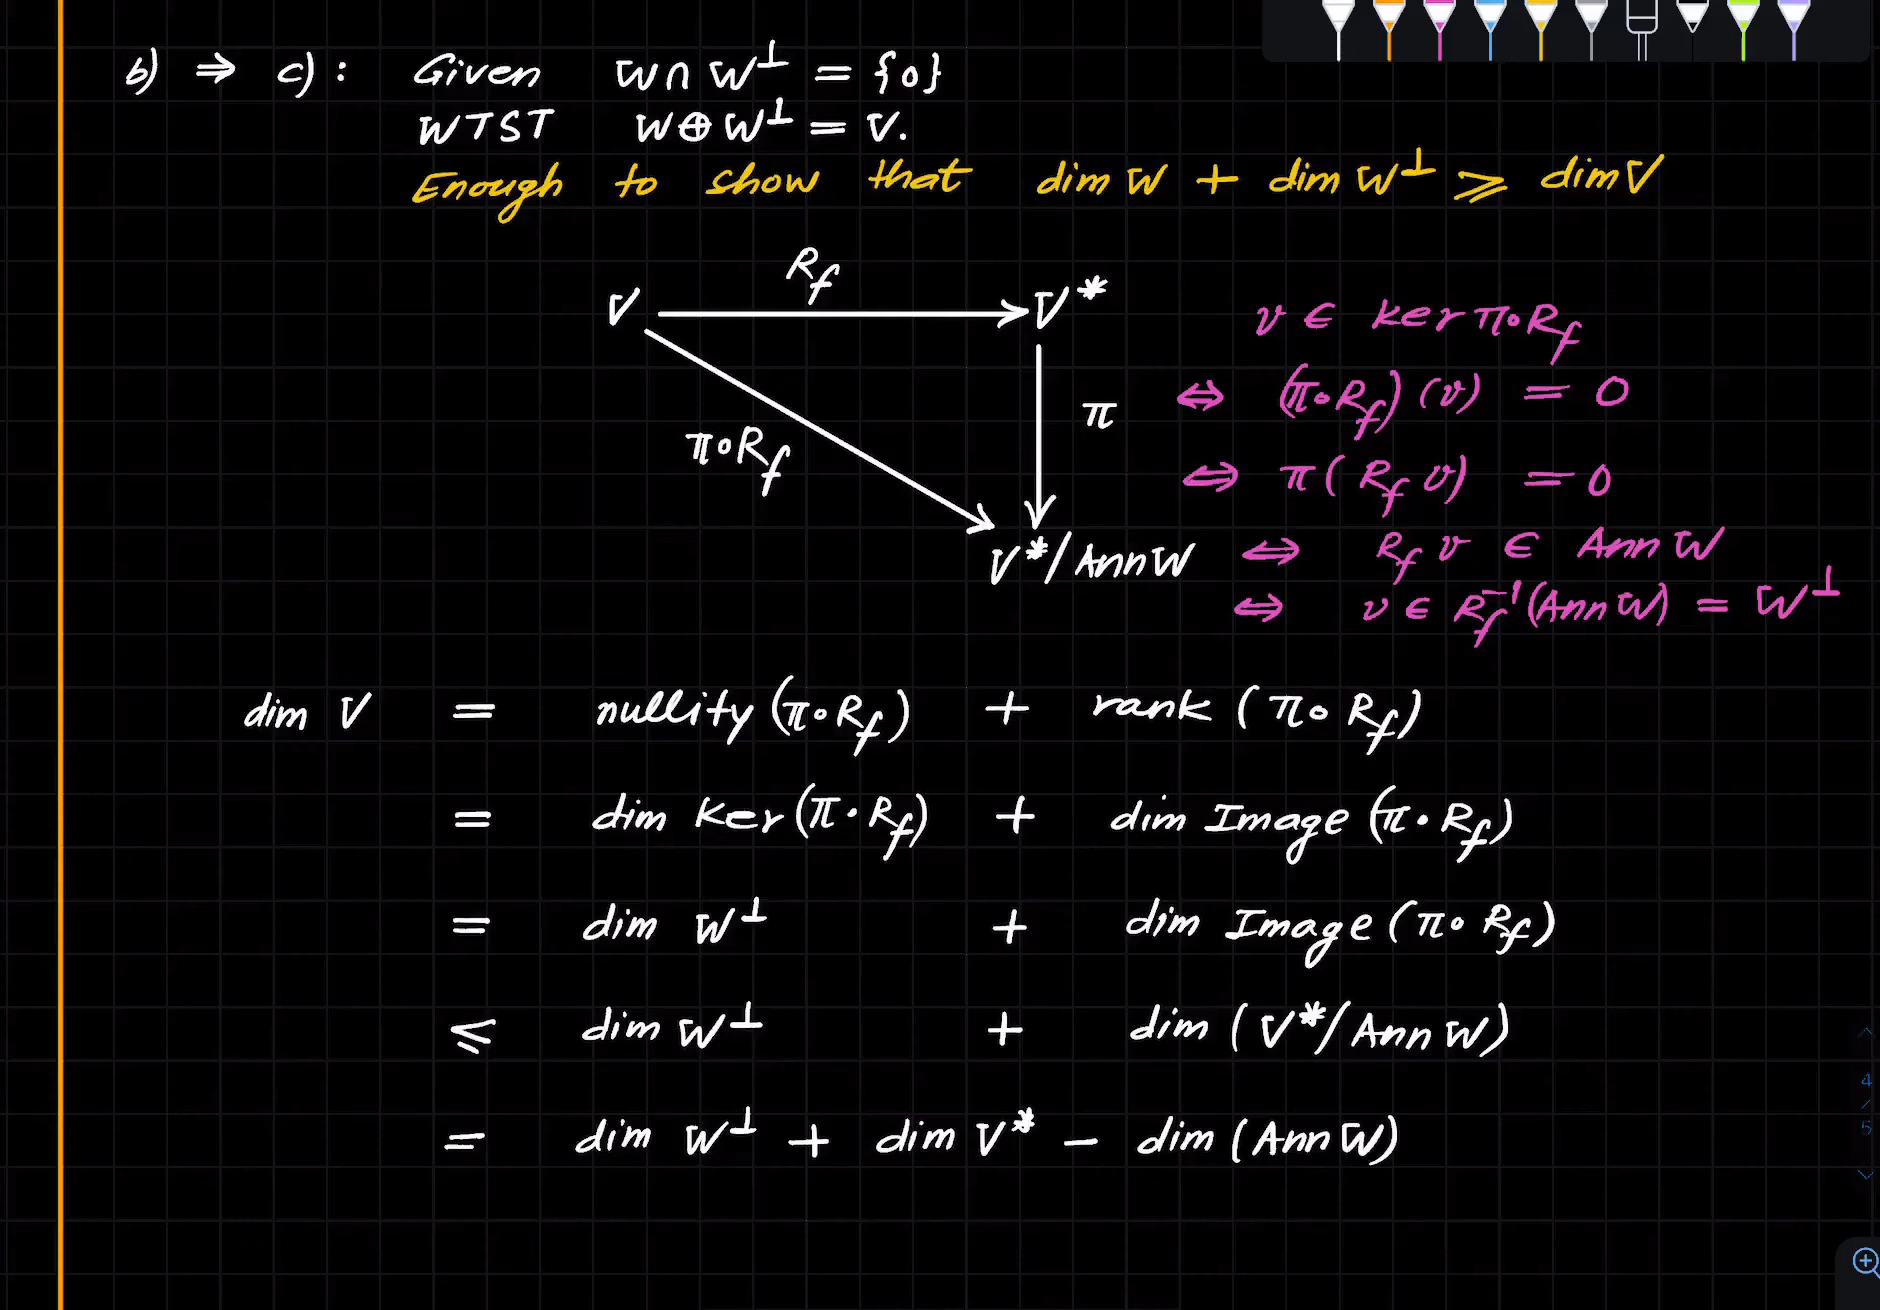 b) ⇒ c) : Given W ∩ W^⊥ = {0}
WTST W ⊕ W^⊥ = V.
Enough to show that dim W + dim W^⊥ ⩾ dim V
R_f
V
V*
π
π∘R_f
V*/Ann W
v ∈ Ker π∘R_f
⇔ (π∘R_f)(v) = 0
⇔ π(R_f v) = 0
⇔ R_f v ∈ Ann W
⇔ v ∈ R_f^{-1}(Ann W) = W^⊥
dim V = nullity (π∘R_f) + rank (π∘R_f)
= dim Ker (π∘R_f) + dim Image (π∘R_f)
= dim W^⊥ + dim Image (π∘R_f)
⩽ dim W^⊥ + dim (V*/Ann W)
= dim W^⊥ + dim V* − dim (Ann W)
4
/
5